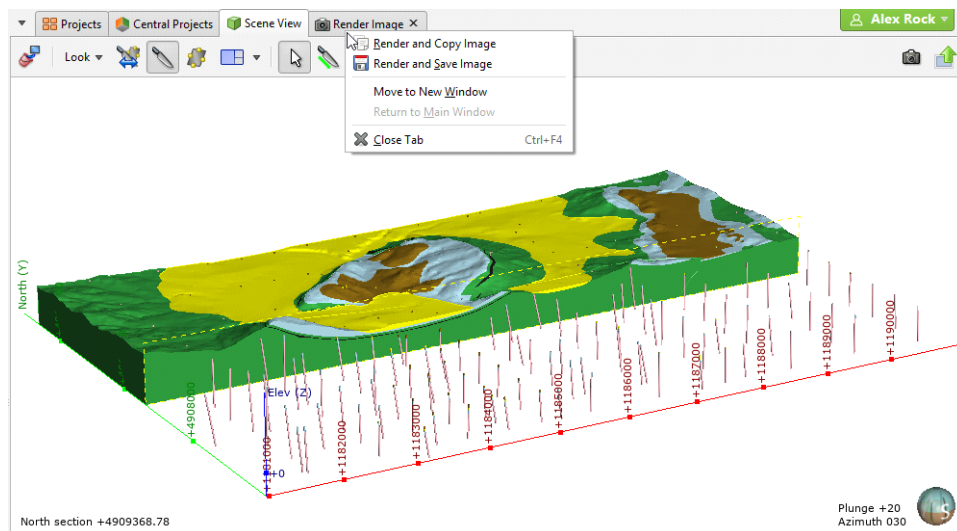 Projects Central Projects Scene View Render Image ×
Alex Rock
Look
Render and Copy Image
Render and Save Image
Move to New Window
Return to Main Window
Close Tab Ctrl+F4
North (Y)
+4908000
Elev (Z)
+0
+1181000
+1182000
+1183000
+1184000
+1185000
+1186000
+1187000
+1188000
+1189000
+1190000
S
Plunge +20
North section +4909368.78 Azimuth 030